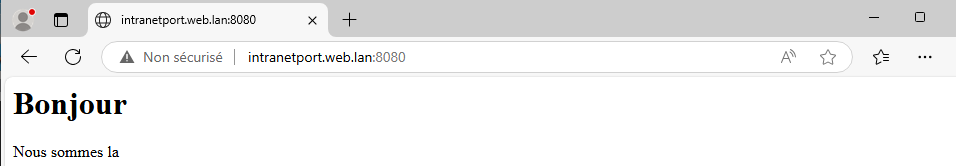 intranetport.web.lan:8080
Non sécurisé
intranetport.web.lan:8080
Bonjour
Nous sommes la